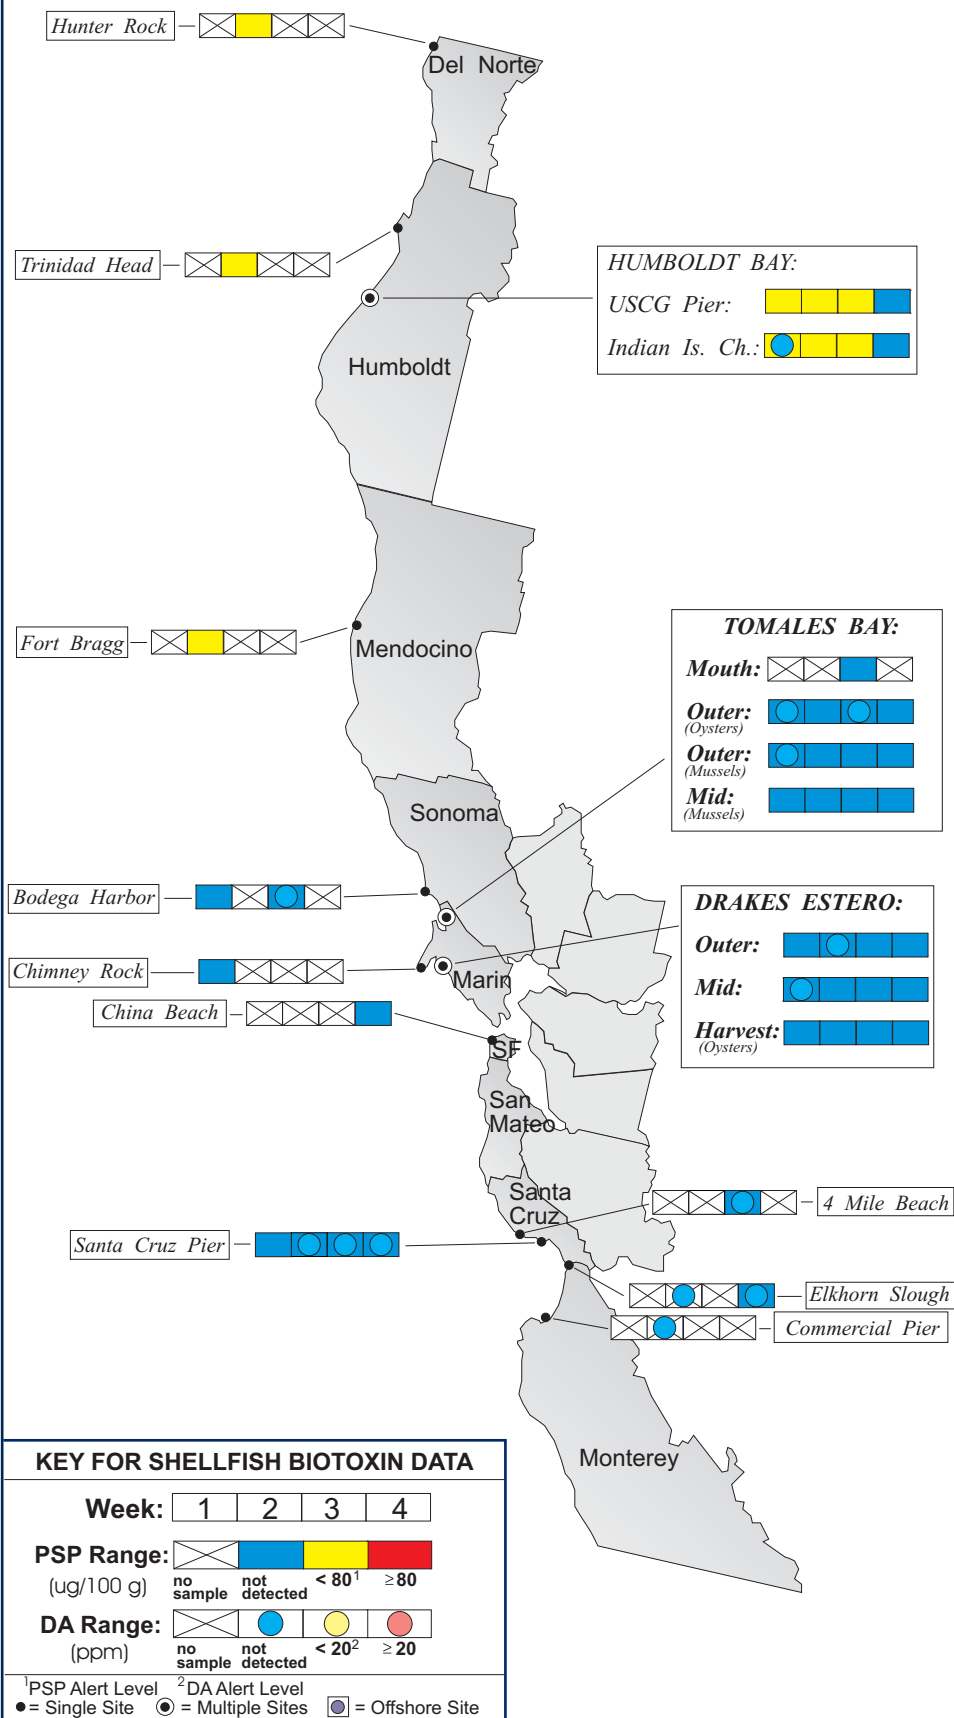 Hunter Rock
Del Norte
Trinidad Head
HUMBOLDT BAY:
USCG Pier:
Indian Is. Ch.:
Humboldt
Fort Bragg
Mendocino
TOMALES BAY:
Mouth:
Outer:
(Oysters)
Outer:
(Mussels)
Mid:
(Mussels)
Sonoma
Bodega Harbor
DRAKES ESTERO:
Outer:
Mid:
Harvest:
(Oysters)
Chimney Rock
Marin
China Beach
SF
San
Mateo
Santa
Cruz
4 Mile Beach
Santa Cruz Pier
Elkhorn Slough
Commercial Pier
Monterey
KEY FOR SHELLFISH BIOTOXIN DATA
Week: 1 2 3 4
PSP Range:
(ug/100 g)
no sample not detected < 80¹ ≥80
DA Range:
(ppm)
no sample not detected < 20² ≥ 20
¹PSP Alert Level ²DA Alert Level
= Single Site = Multiple Sites = Offshore Site